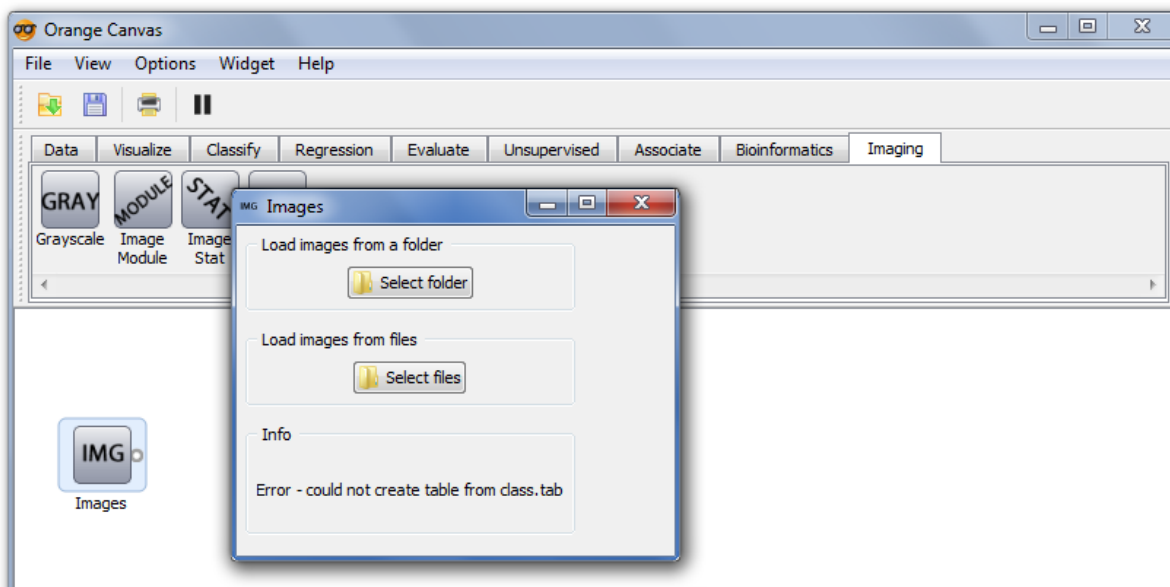 Orange Canvas
File View Options Widget Help
Data Visualize Classify Regression Evaluate Unsupervised Associate Bioinformatics Imaging
GRAY MODULE STAT
Grayscale Image Module Image Stat
IMG Images
Load images from a folder
Select folder
Load images from files
Select files
Info
Error - could not create table from class.tab
IMG
Images